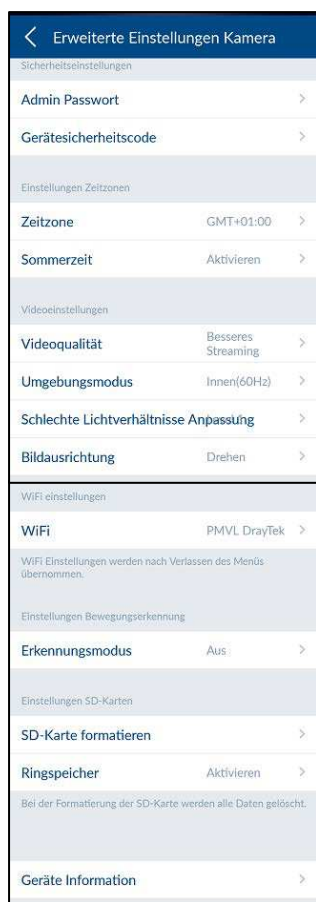 Erweiterte Einstellungen Kamera
Sicherheitseinstellungen
Admin Passwort
Gerätesicherheitscode
Einstellungen Zeitzonen
Zeitzone GMT+01:00
Sommerzeit Aktivieren
Videoeinstellungen
Videoqualität Besseres
Streaming
Umgebungsmodus Innen(60Hz)
Schlechte Lichtverhältnisse Anpassung
Bildausrichtung Drehen
WiFi einstellungen
WiFi PMVL DrayTek
WiFi Einstellungen werden nach Verlassen des Menüs
übernommen.
Einstellungen Bewegungserkennung
Erkennungsmodus Aus
Einstellungen SD-Karten
SD-Karte formatieren
Ringspeicher Aktivieren
Bei der Formatierung der SD-Karte werden alle Daten gelöscht.
Geräte Information